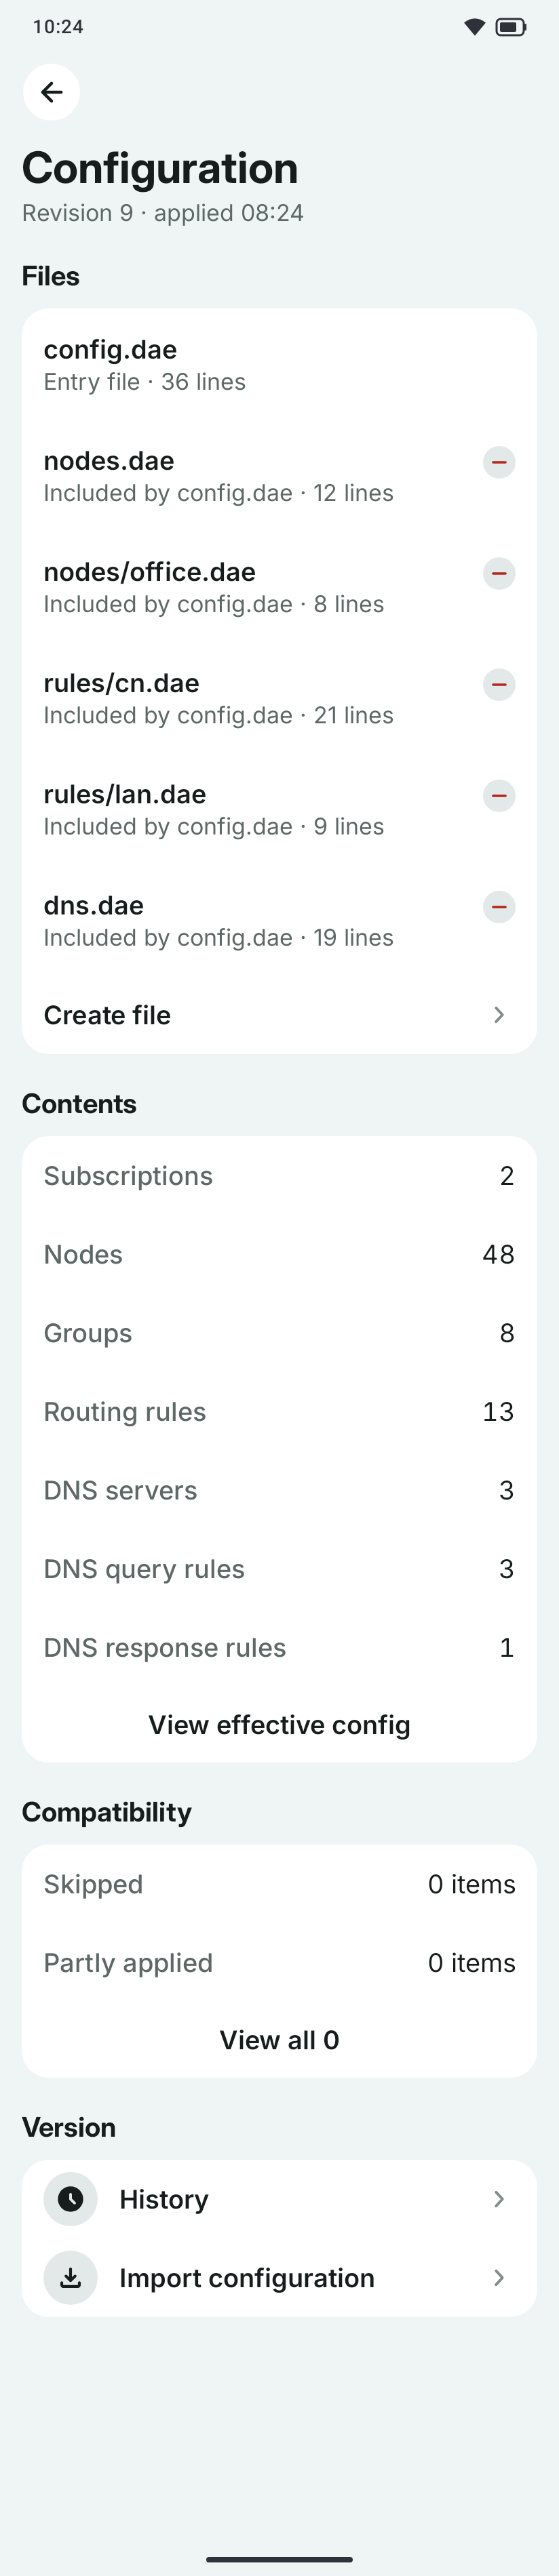 10:24
Configuration
Revision 9 · applied 08:24
Files
config.dae
Entry file · 36 lines
nodes.dae
Included by config.dae · 12 lines
nodes/office.dae
Included by config.dae · 8 lines
rules/cn.dae
Included by config.dae · 21 lines
rules/lan.dae
Included by config.dae · 9 lines
dns.dae
Included by config.dae · 19 lines
Create file
Contents
Subscriptions 2
Nodes 48
Groups 8
Routing rules 13
DNS servers 3
DNS query rules 3
DNS response rules 1
View effective config
Compatibility
Skipped 0 items
Partly applied 0 items
View all 0
Version
History
Import configuration